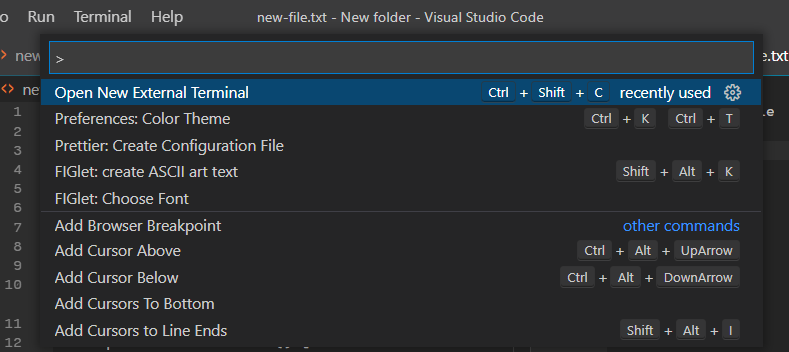 o Run Terminal Help new-file.txt - New folder - Visual Studio Code
new
>
e.txt
ne
Open New External Terminal Ctrl + Shift + C recently used
1 Preferences: Color Theme Ctrl + K Ctrl + T
2
3 Prettier: Create Configuration File
4 FIGlet: create ASCII art text Shift + Alt + K
5 FIGlet: Choose Font
6
7 Add Browser Breakpoint other commands
8 Add Cursor Above Ctrl + Alt + UpArrow
9 Add Cursor Below Ctrl + Alt + DownArrow
10 Add Cursors To Bottom
11 Add Cursors to Line Ends Shift + Alt + I
12